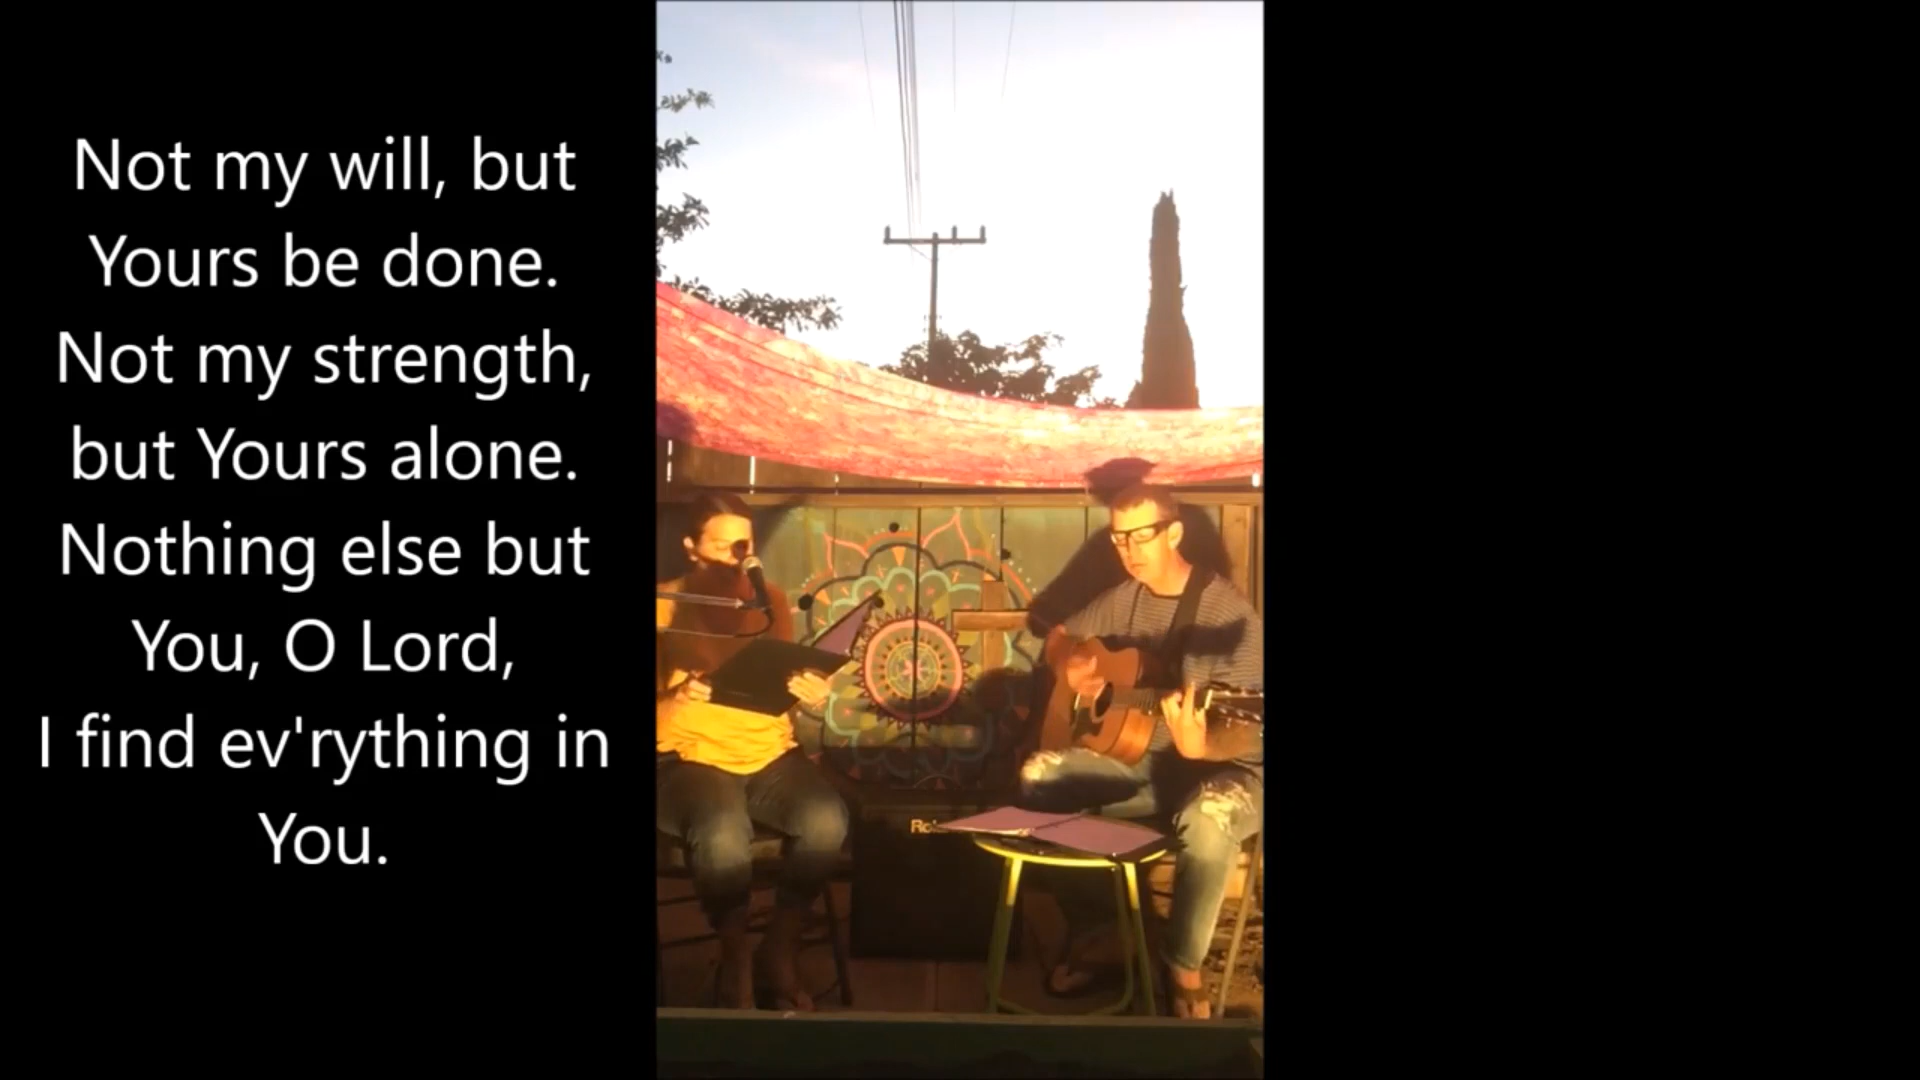 Not my will, but
Yours be done.
Not my strength,
but Yours alone.
Nothing else but
You, O Lord,
I find ev'rything in
You.